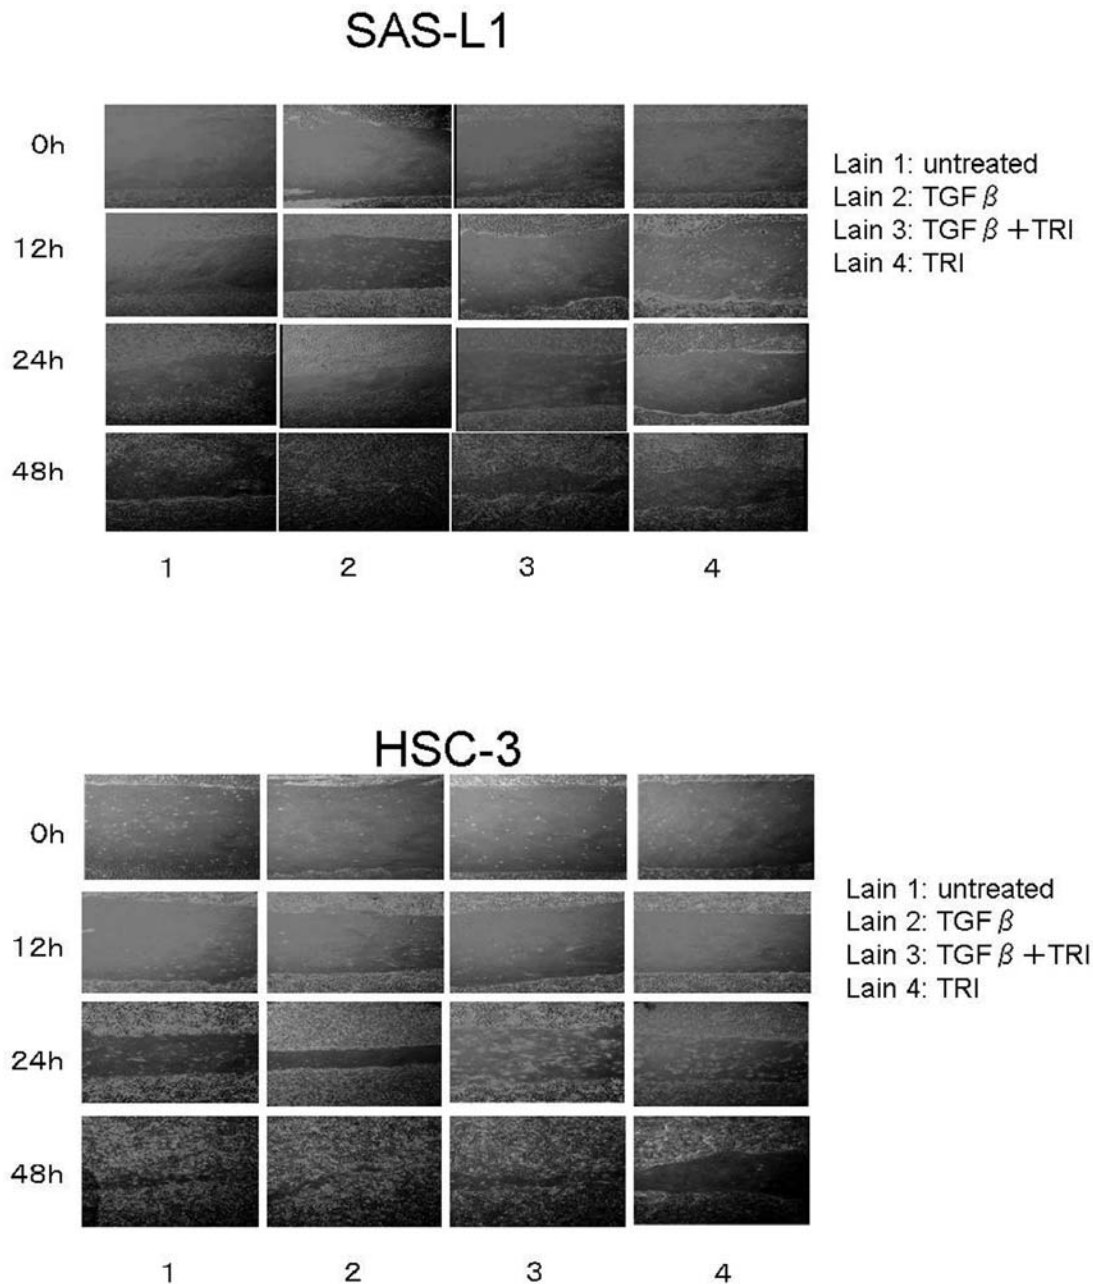 SAS-L1
0h
12h
24h
48h
Lain 1: untreated
Lain 2: TGF β
Lain 3: TGF β +TRI
Lain 4: TRI
1 2 3 4
HSC-3
0h
12h
24h
48h
Lain 1: untreated
Lain 2: TGF β
Lain 3: TGF β +TRI
Lain 4: TRI
1 2 3 4